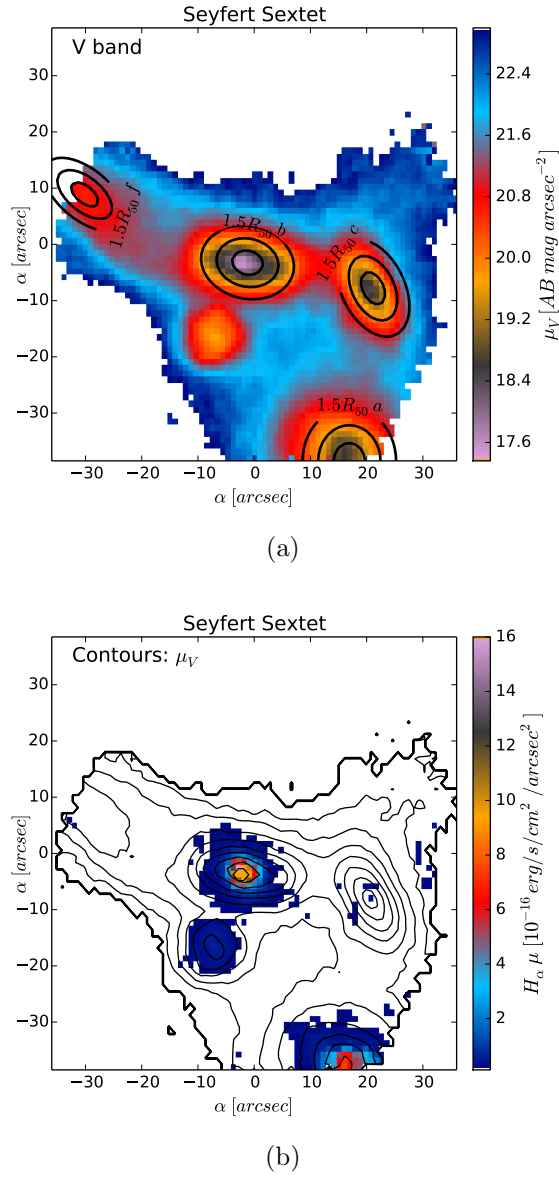 Seyfert Sextet
V band
1.5R₅₀ f
1.5R₅₀ b
1.5R₅₀ c
1.5R₅₀ a
30
20
10
0
−10
−20
−30
α [arcsec]
−30 −20 −10 0 10 20 30
α [arcsec]
22.4
21.6
20.8
20.0
19.2
18.4
17.6
μ_V [AB mag arcsec⁻²]
(a)
Seyfert Sextet
Contours: μ_V
30
20
10
0
−10
−20
−30
α [arcsec]
−30 −20 −10 0 10 20 30
α [arcsec]
16
14
12
10
8
6
4
2
H_α μ [10⁻¹⁶ erg/s/cm²/arcsec²]
(b)